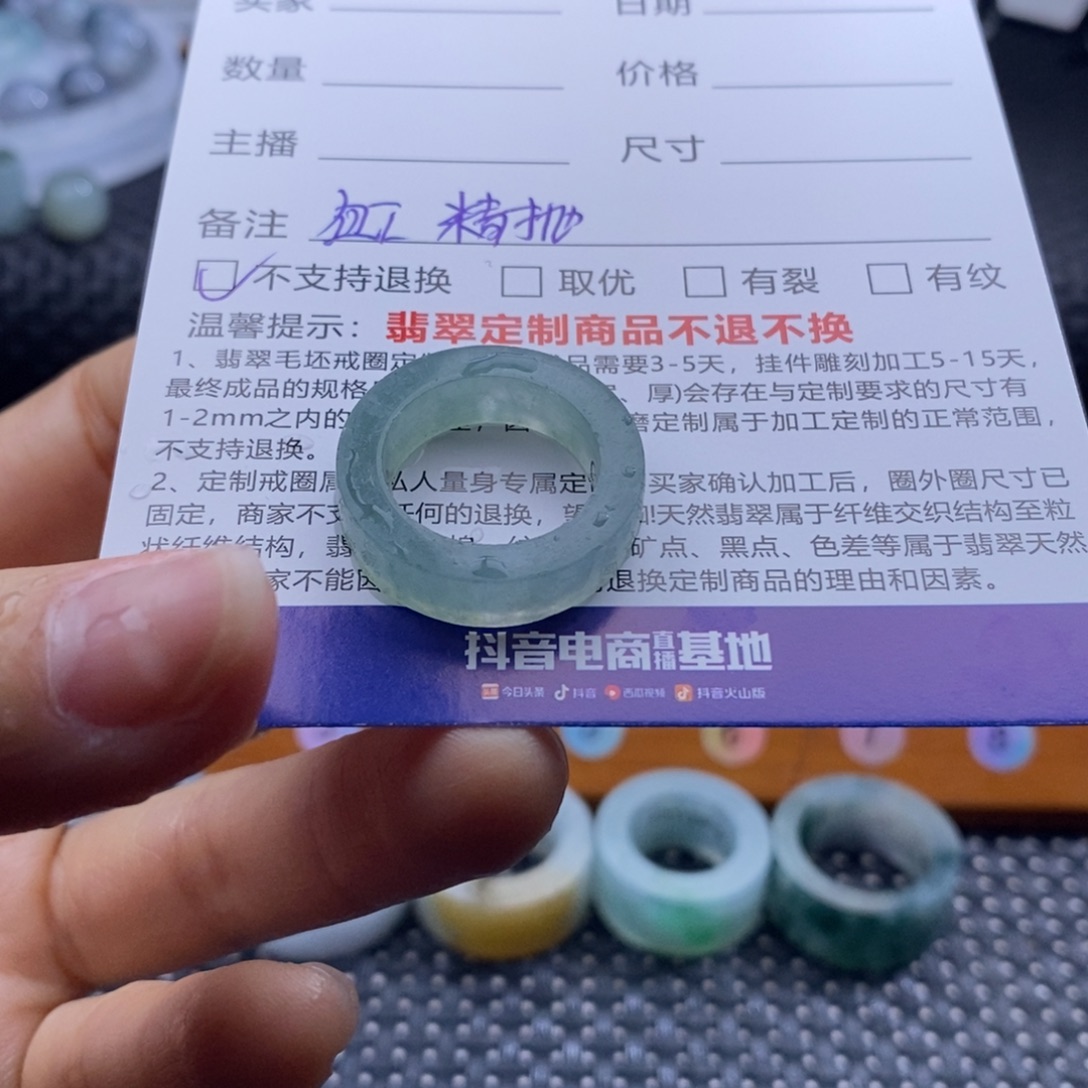 买家 日期
数量 价格
主播 尺寸
备注 加工 精抛
不支持退换 取优 有裂 有纹
温馨提示：翡翠定制商品不退不换
1、翡翠毛坯戒圈定 品需要3-5天，挂件雕刻加工5-15天，
最终成品的规格 、厚)会存在与定制要求的尺寸有
1-2mm之内的 磨定制属于加工定制的正常范围，
不支持退换。
2、定制戒圈属 私人量身专属定 买家确认加工后，圈外圈尺寸已
固定，商家不支 任何的退换，望 知!天然翡翠属于纤维交织结构至粒
状纤维结构，翡 矿点、黑点、色差等属于翡翠天然
家不能因 退换定制商品的理由和因素。
抖音电商直播基地
头条 今日头条 抖音 西瓜视频 抖音火山版